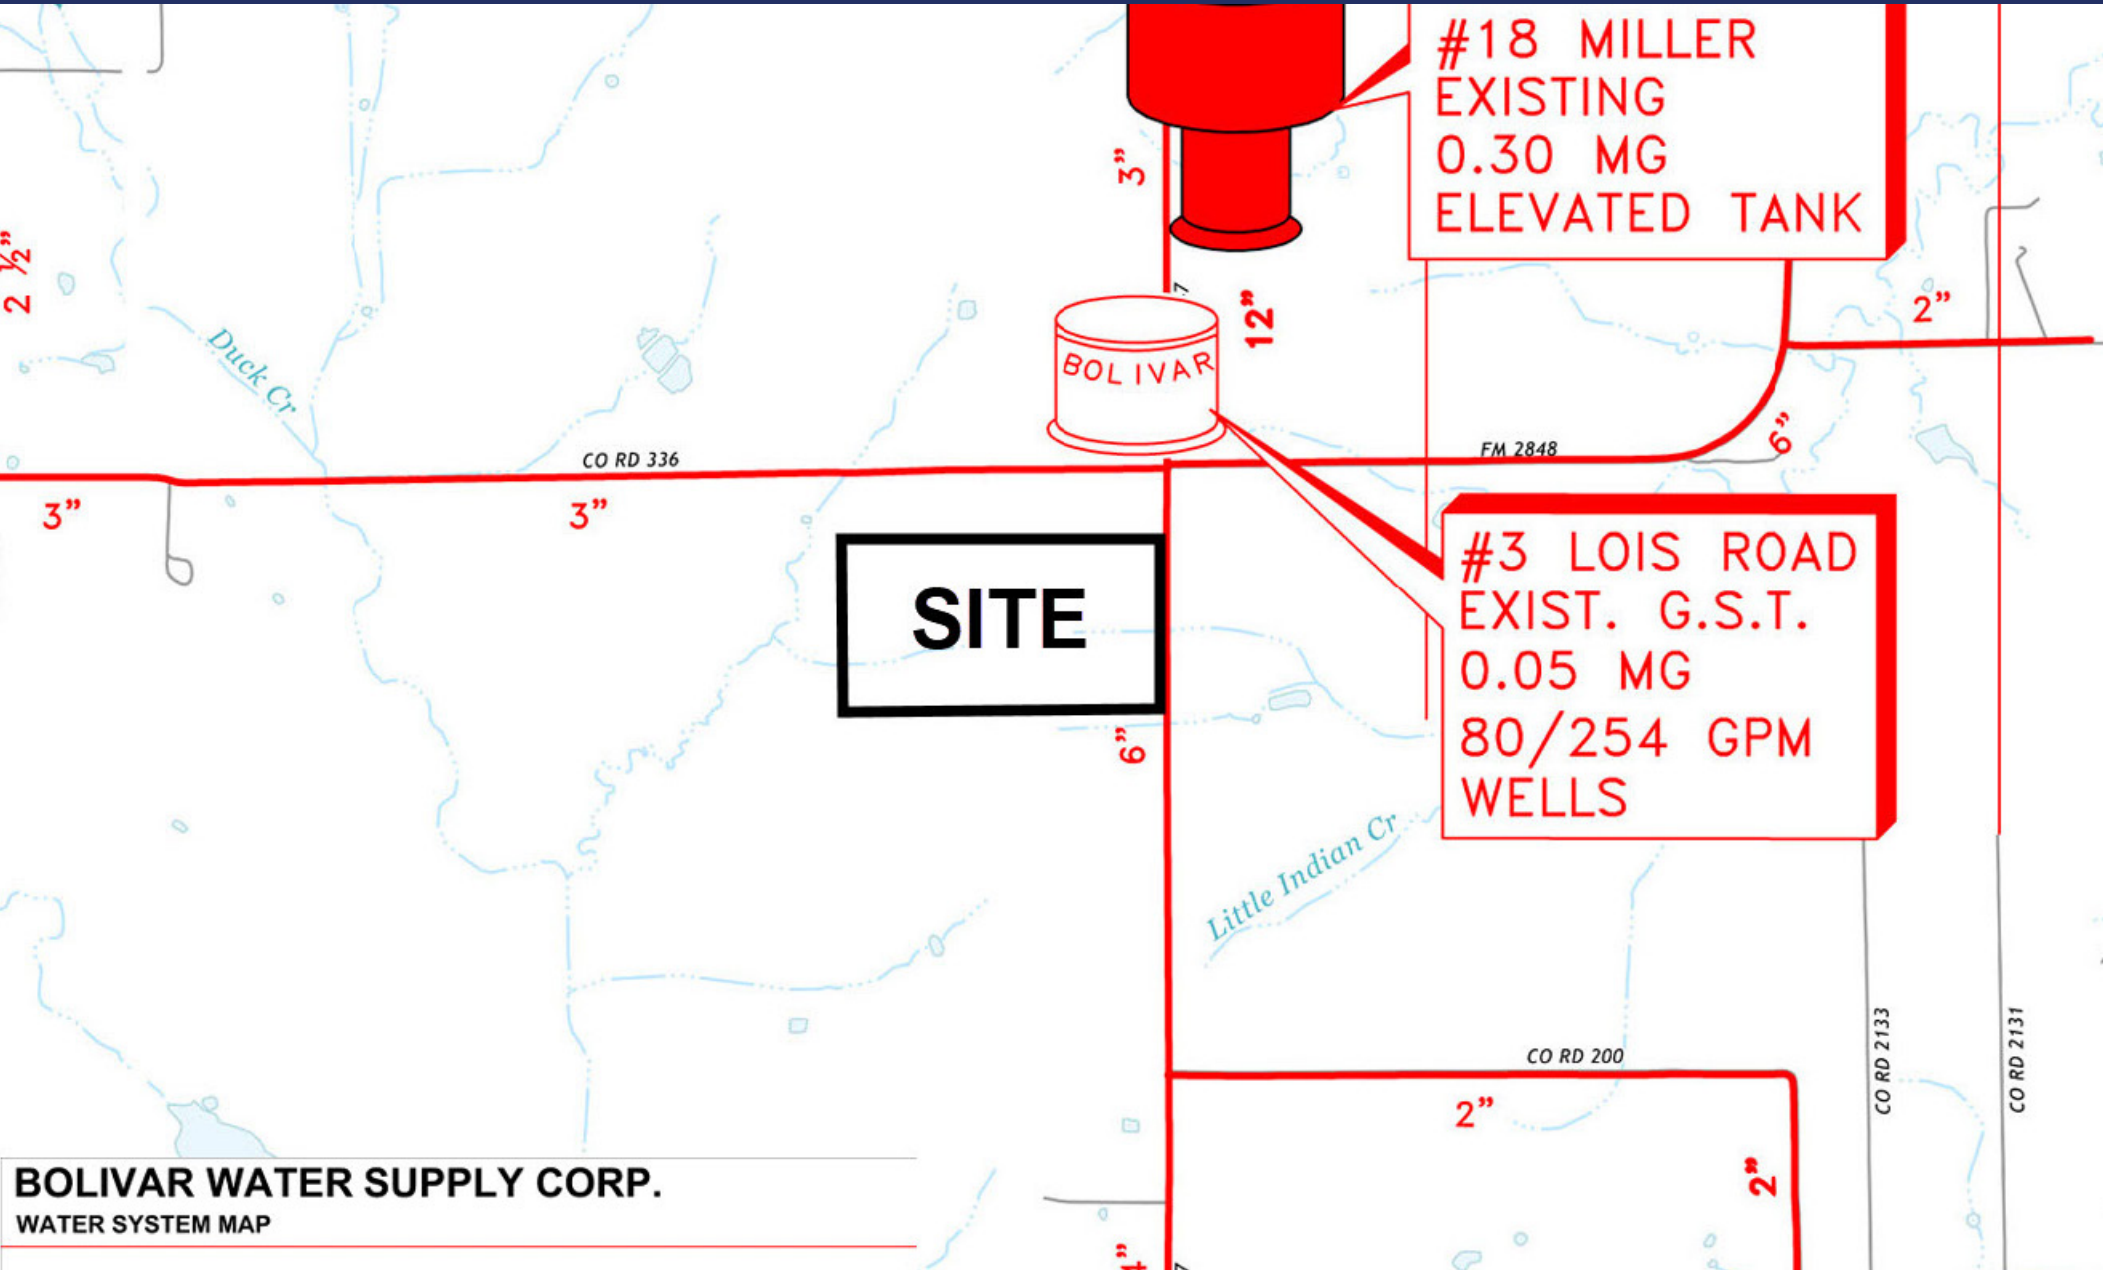 #18 MILLER
EXISTING
0.30 MG
ELEVATED TANK
3”
2 ½”
7
12”
2”
Duck Cr
BOLIVAR
6”
CO RD 336
FM 2848
3”
3”
#3 LOIS ROAD
EXIST. G.S.T.
0.05 MG
80/254 GPM
WELLS
SITE
6”
Little Indian Cr
CO RD 200
2”
CO RD 2133
CO RD 2131
2”
BOLIVAR WATER SUPPLY CORP.
WATER SYSTEM MAP